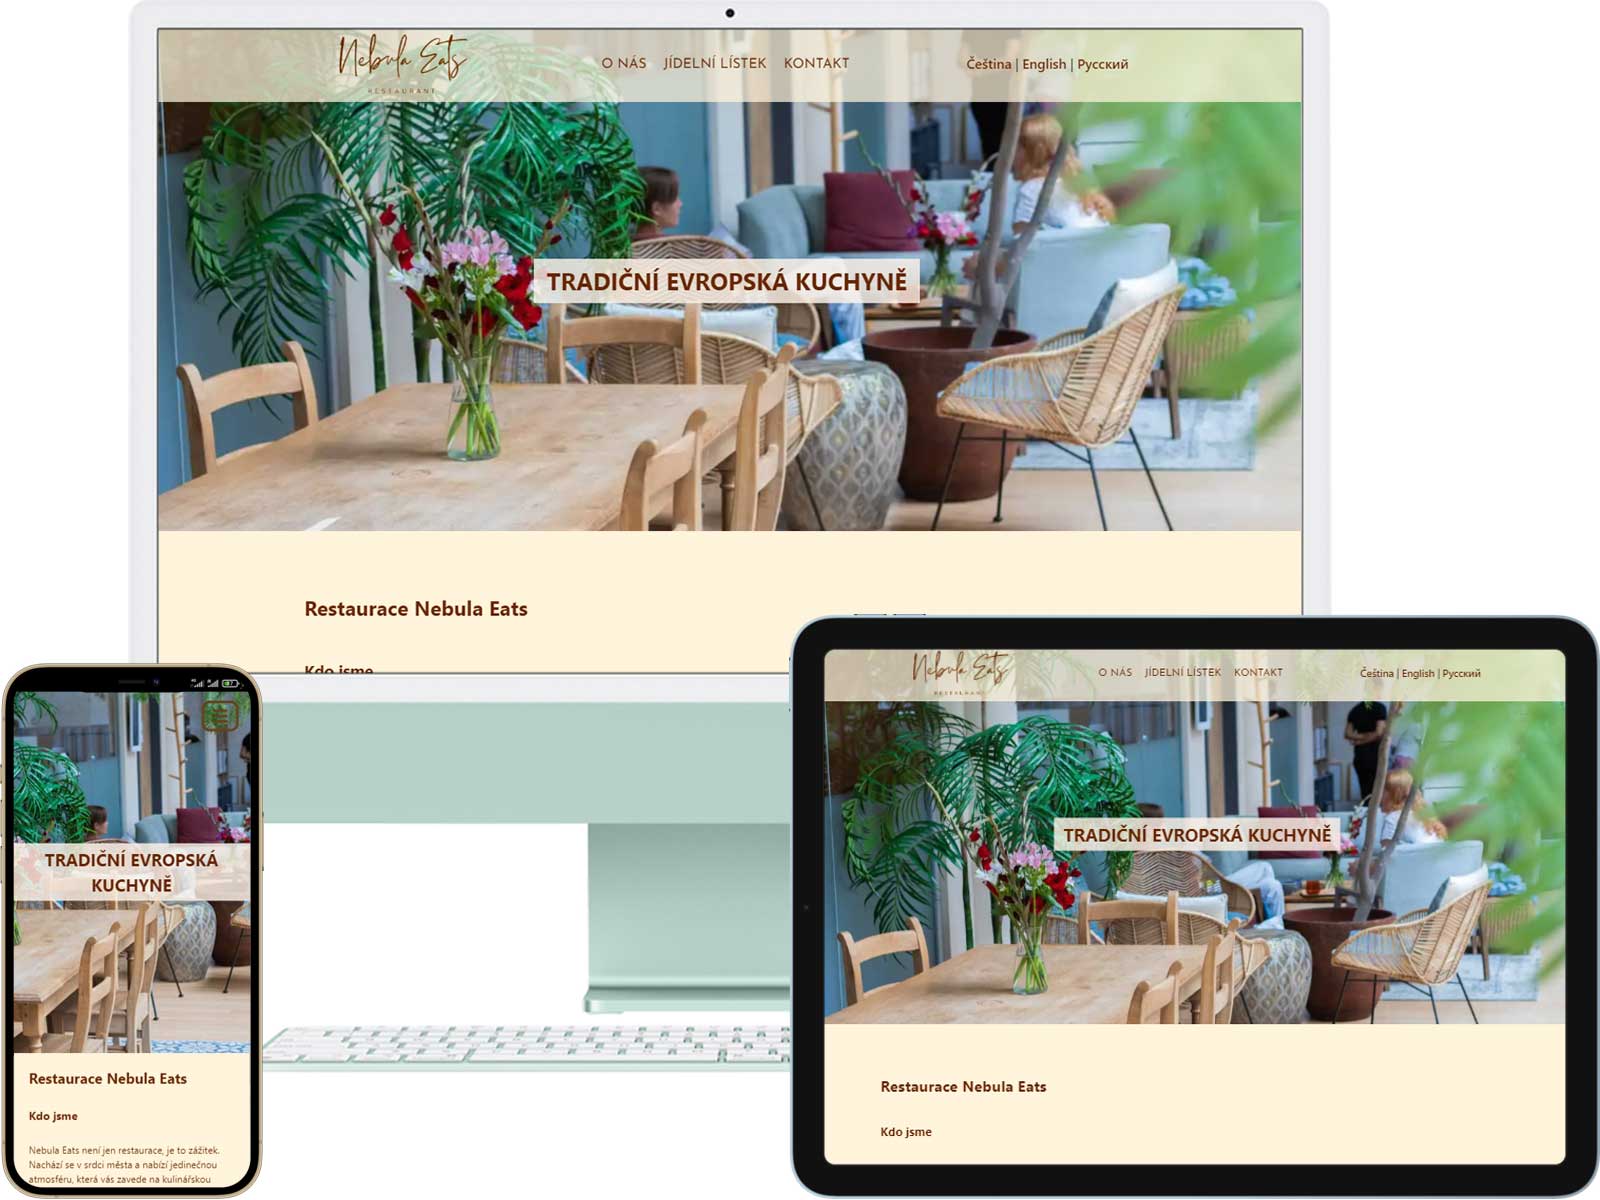 Nebula Eats
RESTAURANT
O NÁS JÍDELNÍ LÍSTEK KONTAKT
Čeština | English | Русский
TRADIČNÍ EVROPSKÁ KUCHYNĚ
Restaurace Nebula Eats
Kdo jsme
TRADIČNÍ EVROPSKÁ
KUCHYNĚ
Restaurace Nebula Eats
Kdo jsme
Nebula Eats není jen restaurace, je to zážitek.
Nachází se v srdci města a nabízí jedinečnou
atmosféru, která vás zavede na kulinářskou
Nebula Eats
RESTAURANT
O NÁS JÍDELNÍ LÍSTEK KONTAKT
Čeština | English | Русский
TRADIČNÍ EVROPSKÁ KUCHYNĚ
Restaurace Nebula Eats
Kdo jsme